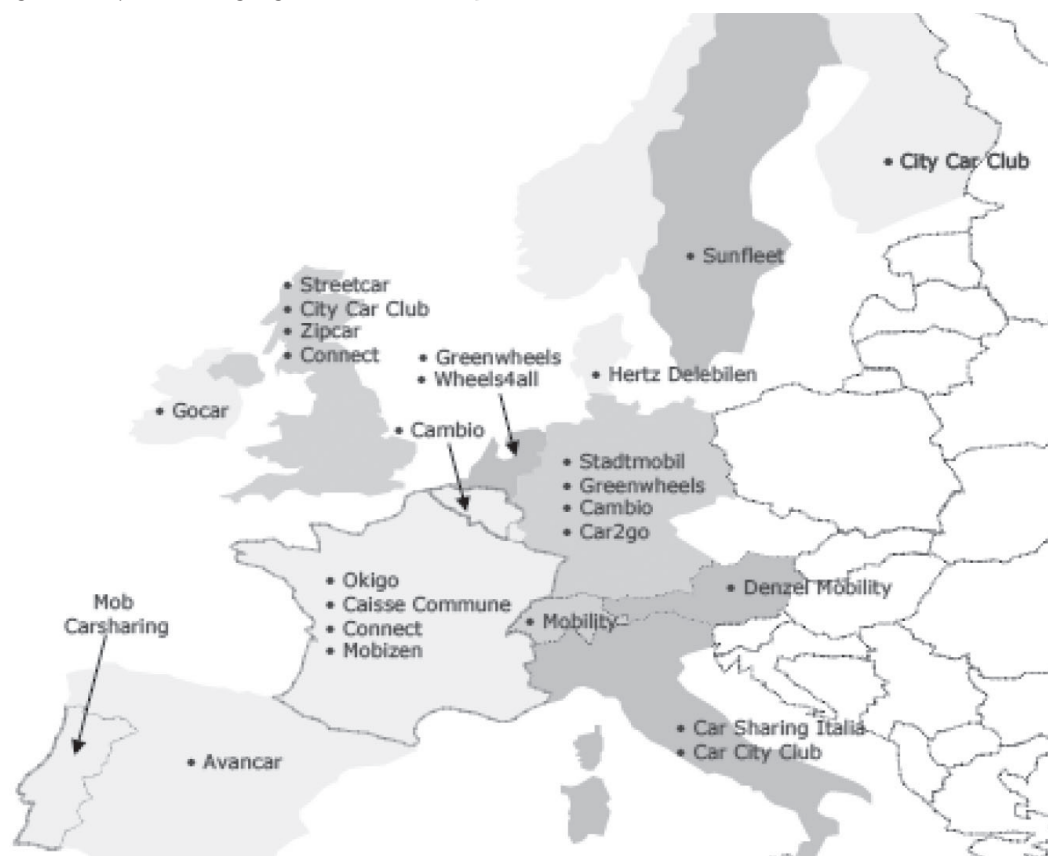 • City Car Club
• Sunfleet
• Streetcar
• City Car Club
• Zipcar
• Connect
• Greenwheels
• Wheels4all
• Hertz Delebilen
• Gocar
• Cambio
• Stadtmobil
• Greenwheels
• Cambio
• Car2go
• Okigo
• Caisse Commune
• Connect
• Mobizen
• Denzel Mobility
• Mobility
Mob
Carsharing
• Car Sharing Italia
• Car City Club
• Avancar